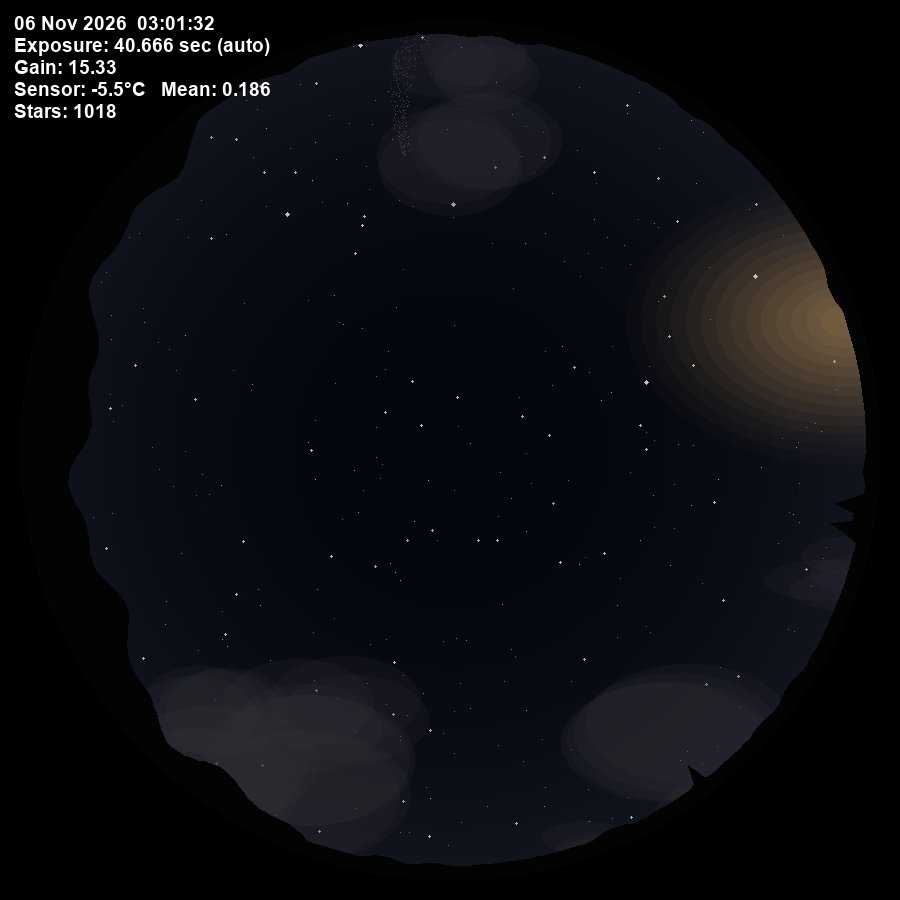 06 Nov 2026  03:01:32
Exposure: 40.666 sec (auto)
Gain: 15.33
Sensor: -5.5°C   Mean: 0.186
Stars: 1018